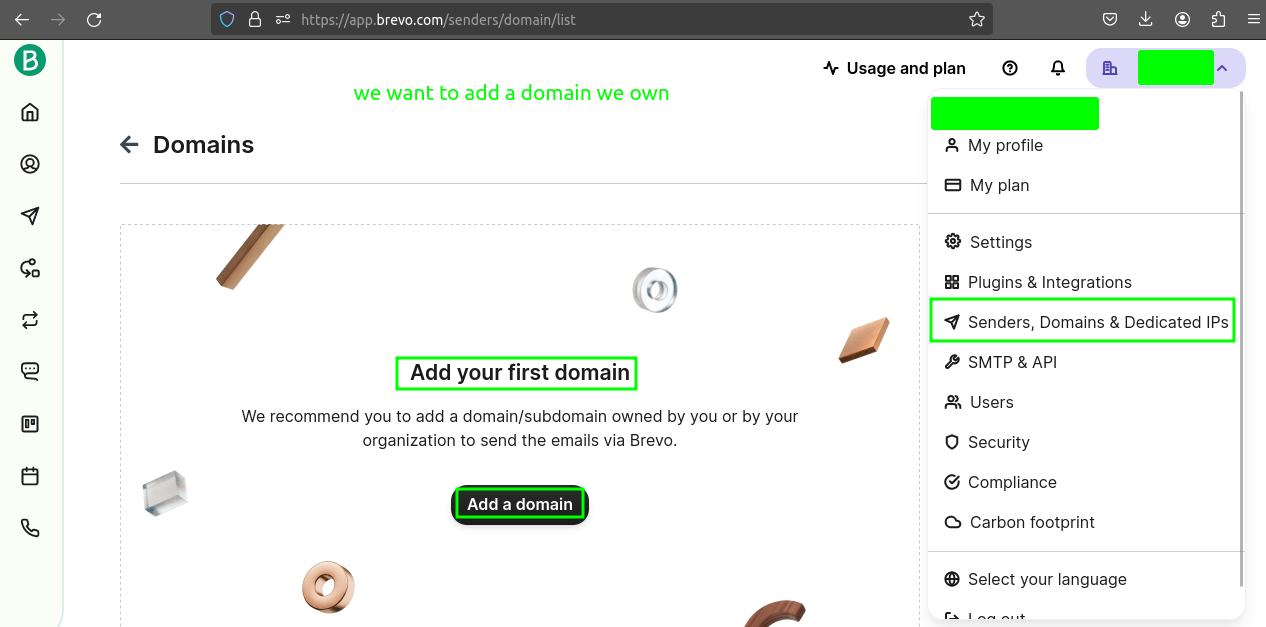 https://app.brevo.com/senders/domain/list
B
Usage and plan
we want to add a domain we own
Domains
My profile
My plan
Settings
Plugins & Integrations
Senders, Domains & Dedicated IPs
SMTP & API
Users
Security
Compliance
Carbon footprint
Select your language
Log out
Add your first domain
We recommend you to add a domain/subdomain owned by you or by your
organization to send the emails via Brevo.
Add a domain